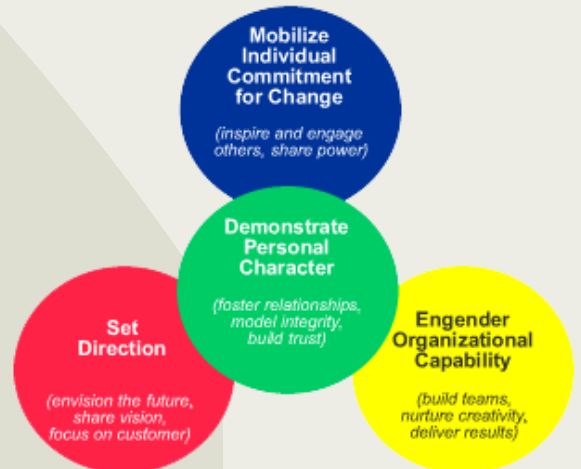 Mobilize
Individual
Commitment
for Change
(inspire and engage
others, share power)
Demonstrate
Personal
Character
(foster relationships,
model integrity,
build trust)
Set
Direction
(envision the future,
share vision,
focus on customer)
Engender
Organizational
Capability
(build teams,
nurture creativity,
deliver results)